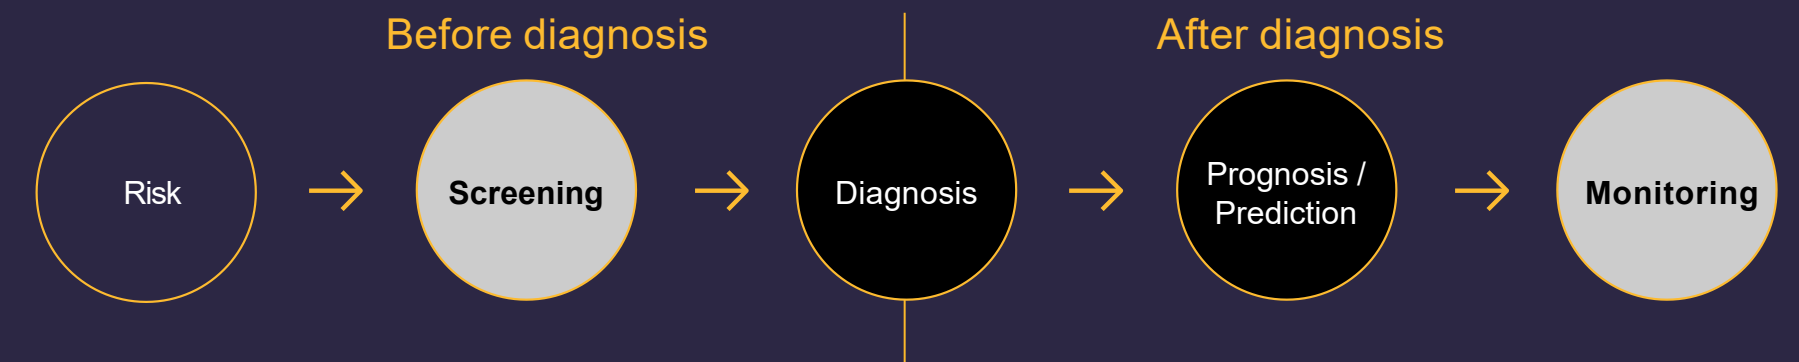 Before diagnosis
After diagnosis
Risk
Screening
Diagnosis
Prognosis /
Prediction
Monitoring